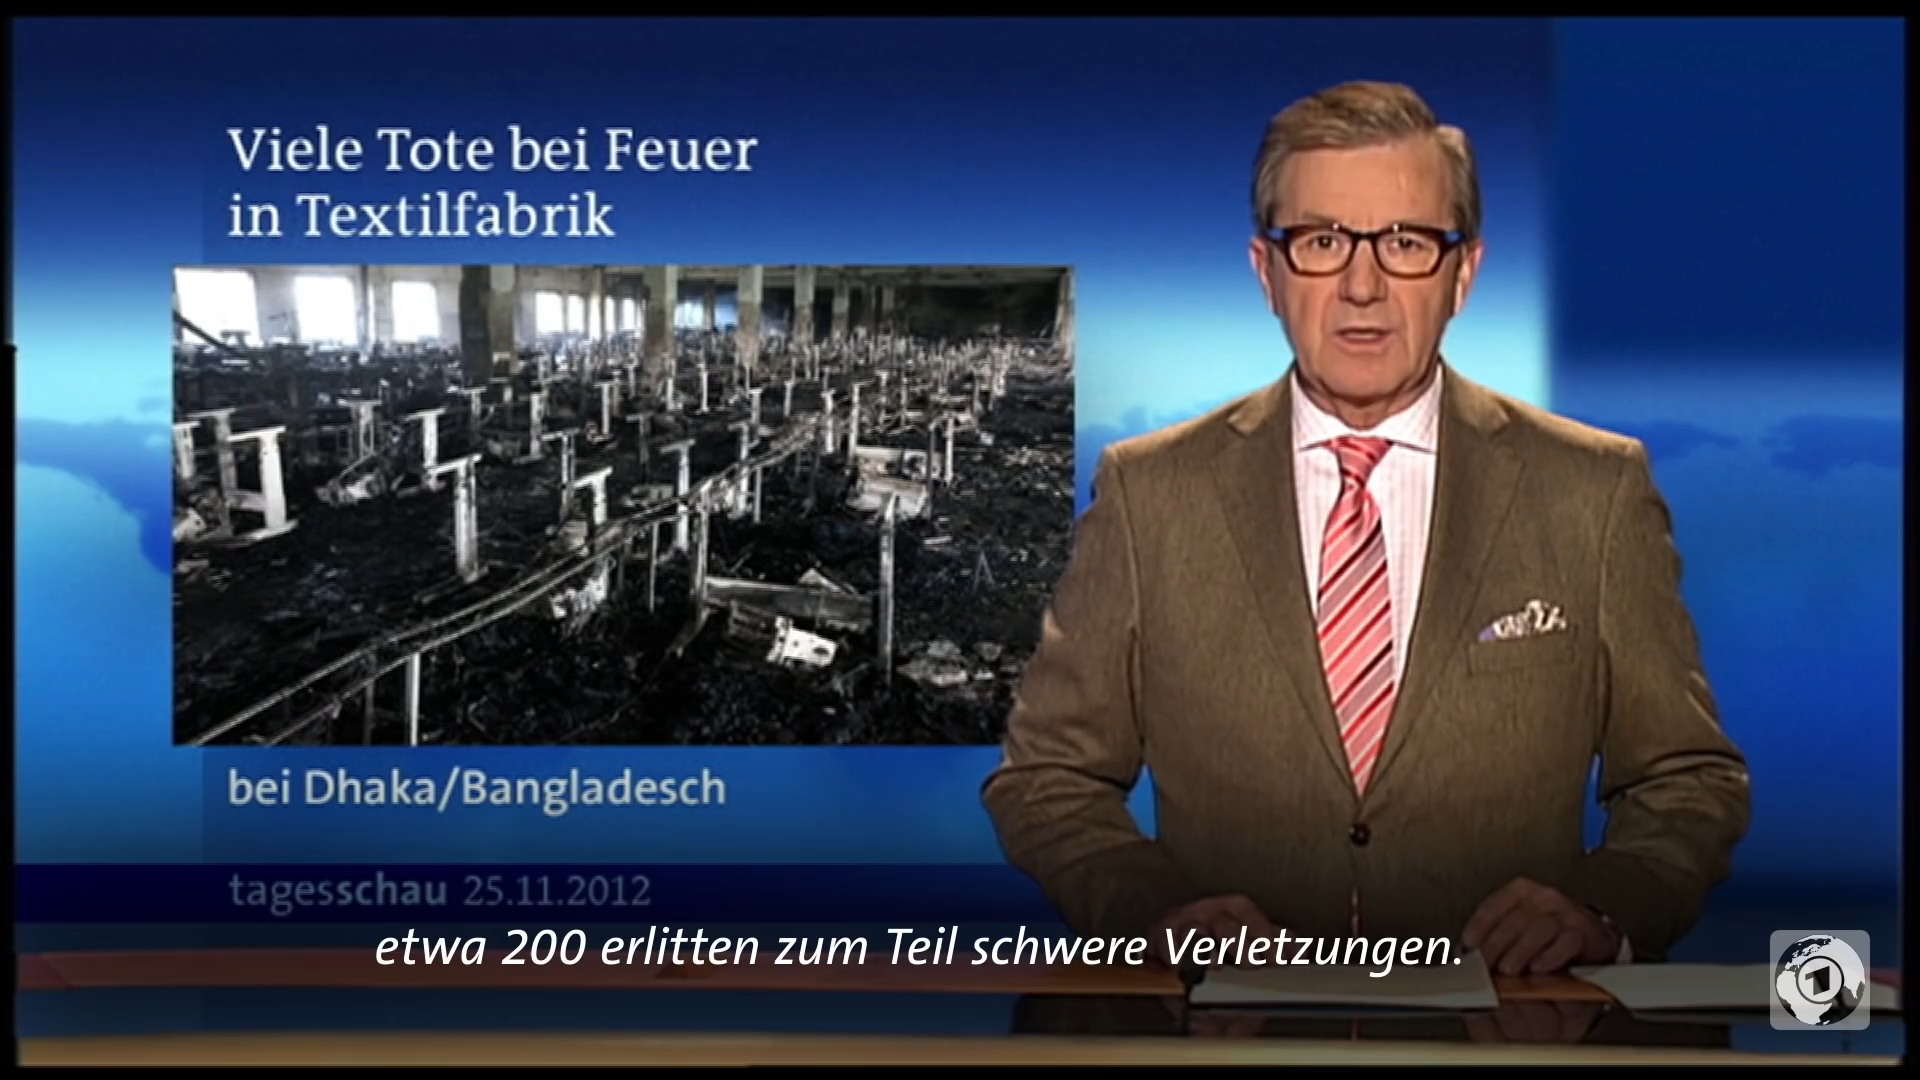 Viele Tote bei Feuer
in Textilfabrik
bei Dhaka/Bangladesch
tagesschau 25.11.2012
etwa 200 erlitten zum Teil schwere Verletzungen.